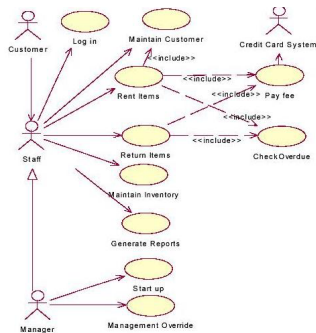 Customer
Log in
Maintain Customer
Credit Card System
<<include>>
<<include>>
Rent Items
Pay fee
<<include>>
<<include>>
Staff
Return Items
CheckOverdue
Maintain Inventory
Generate Reports
Start up
Manager
Management Override